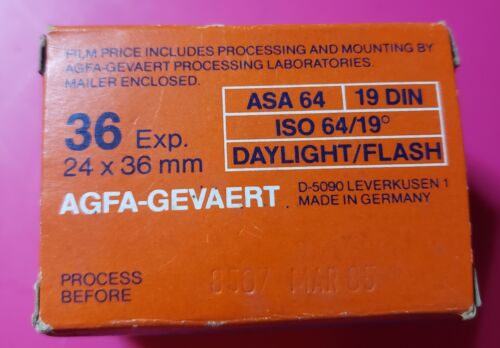 FILM PRICE INCLUDES PROCESSING AND MOUNTING BY
AGFA-GEVAERT PROCESSING LABORATORIES.
MAILER ENCLOSED.
36 Exp.
24 x 36 mm
ASA 64 19 DIN
ISO 64/19°
DAYLIGHT/FLASH
AGFA-GEVAERT
D-5090 LEVERKUSEN 1
MADE IN GERMANY
PROCESS
BEFORE
8507 MAR 85